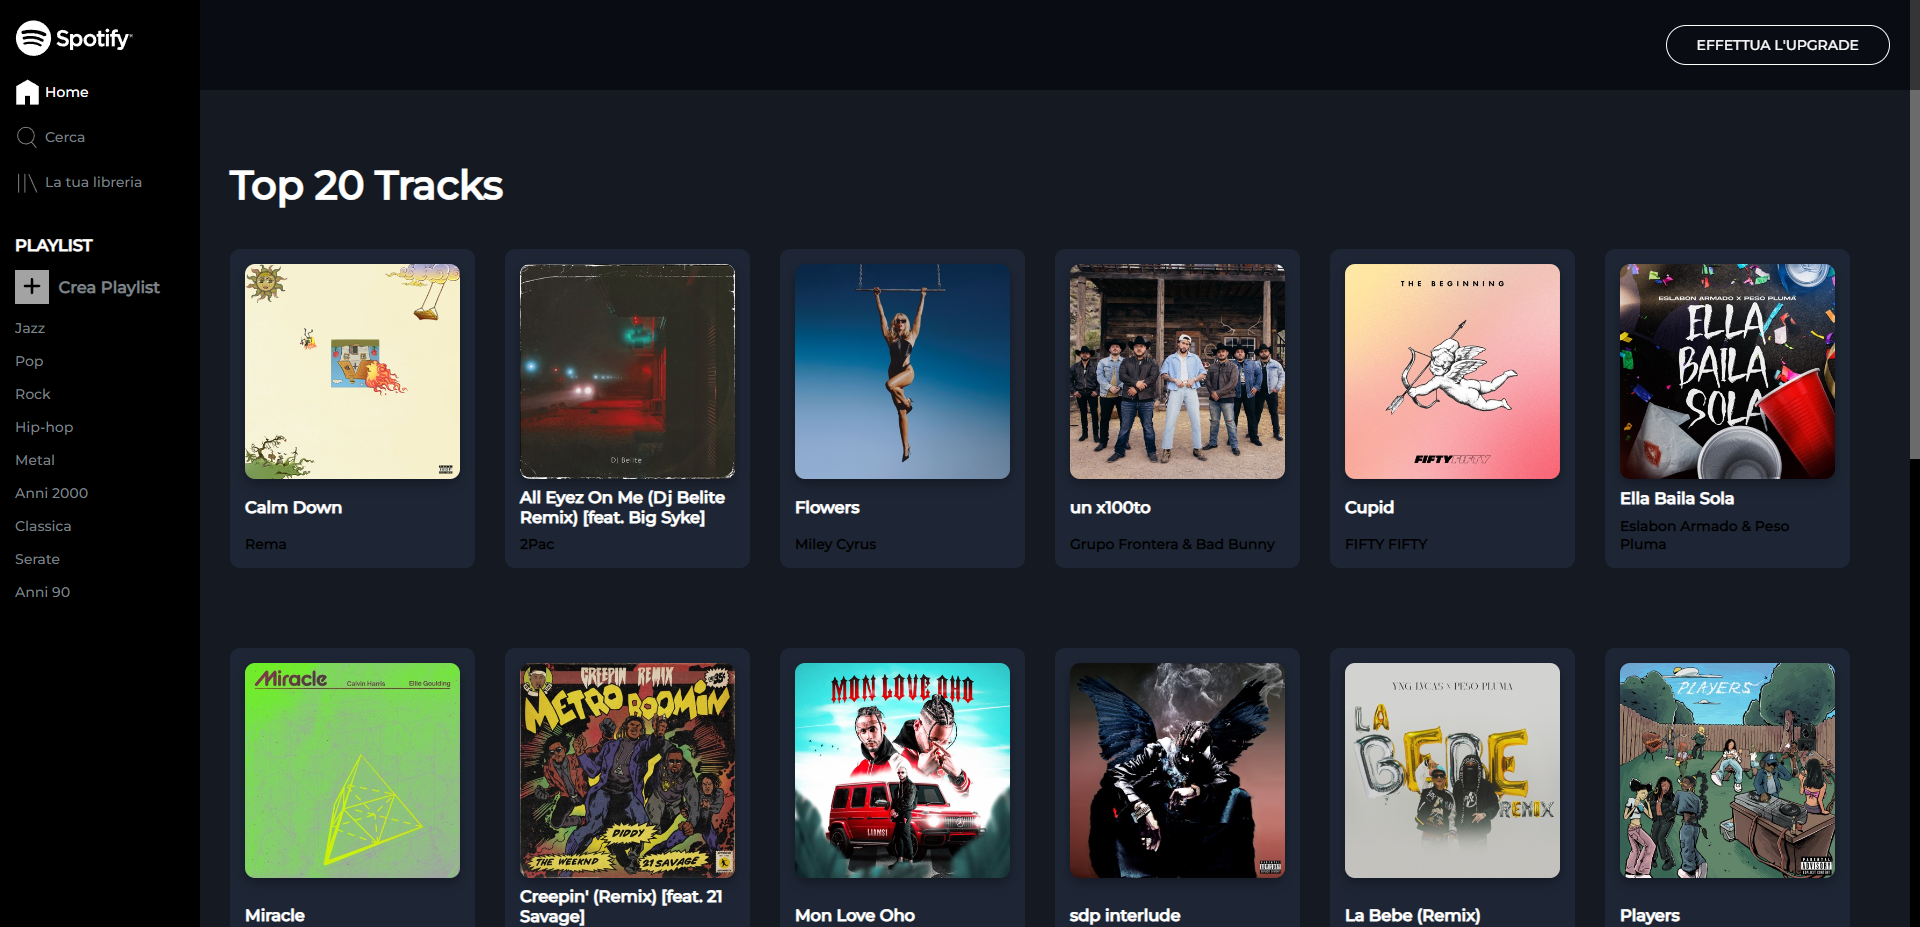 Spotify
EFFETTUA L'UPGRADE
Home
Cerca
La tua libreria
PLAYLIST
Crea Playlist
Jazz
Pop
Rock
Hip-hop
Metal
Anni 2000
Classica
Serate
Anni 90
Top 20 Tracks
Dj Belite
THE BEGINNING
FIFTYFIFTY
ESLABON ARMADO X PESO PLUMA
ELLA
BAILA
SOLA
Calm Down
Rema
All Eyez On Me (Dj Belite
Remix) [feat. Big Syke]
2Pac
Flowers
Miley Cyrus
un x100to
Grupo Frontera & Bad Bunny
Cupid
FIFTY FIFTY
Ella Baila Sola
Eslabon Armado & Peso
Pluma
Miracle
Calvin Harris
Ellie Goulding
CREEPIN REMIX
METRO BOOMIN
DIDDY
THE WEEKND
21 SAVAGE
MON LOVE OHO
YNG LVCAS X PESO PLUMA
LA
BEBE
REMIX
PLAYERS
PARENTAL
ADVISORY
EXPLICIT CONTENT
Miracle
Creepin' (Remix) [feat. 21
Savage]
Mon Love Oho
sdp interlude
La Bebe (Remix)
Players